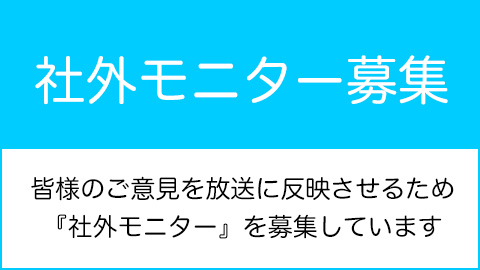 社外モニター募集
皆様のご意見を放送に反映させるため
『社外モニター』を募集しています